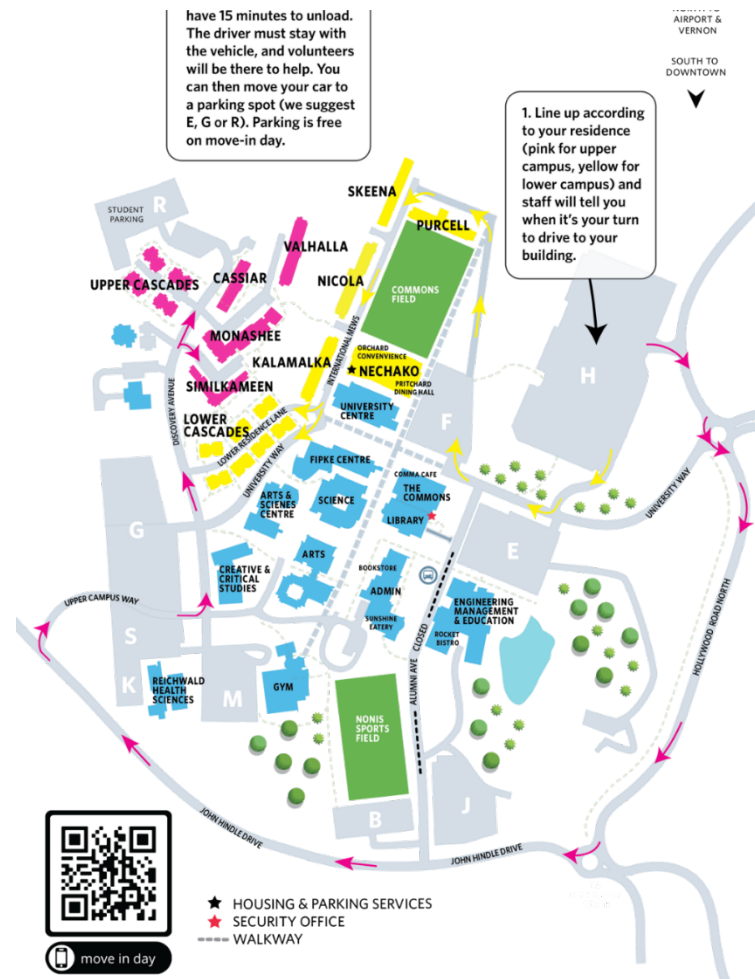 have 15 minutes to unload.
The driver must stay with
the vehicle, and volunteers
will be there to help. You
can then move your car to
a parking spot (we suggest
E, G or R). Parking is free
on move-in day.
AIRPORT &
VERNON
SOUTH TO
DOWNTOWN
1. Line up according
to your residence
(pink for upper
campus, yellow for
lower campus) and
staff will tell you
when it's your turn
to drive to your
building.
STUDENT
PARKING
R
SKEENA
PURCELL
VALHALLA
NICOLA
COMMONS
FIELD
UPPER CASCADES
CASSIAR
MONASHEE
KALAMALKA
INTERNATIONAL MEWS
ORCHARD
CONVENVIENCE
NECHAKO
PRITCHARD
DINING HALL
SIMILKAMEEN
UNIVERSITY
CENTRE
F
H
LOWER
CASCADES
LOWER RESIDENCE LANE
UNIVERSITY WAY
DISCOVERY AVENUE
FIPKE CENTRE
COMMA CAFE
THE
COMMONS
LIBRARY
ARTS &
SCIENES
CENTRE
SCIENCE
UNIVERSITY WAY
G
E
ARTS
CREATIVE &
CRITICAL
STUDIES
BOOKSTORE
ADMIN
SUNSHINE
EATERY
ENGINEERING
MANAGEMENT
& EDUCATION
ROCKET
BISTRO
UPPER CAMPUS WAY
ALUMNI AVE CLOSED
HOLLYWOOD ROAD NORTH
S
K
REICHWALD
HEALTH
SCIENCES
M
GYM
NONIS
SPORTS
FIELD
B
J
JOHN HINDLE DRIVE
JOHN HINDLE DRIVE
HOUSING & PARKING SERVICES
SECURITY OFFICE
WALKWAY
move in day